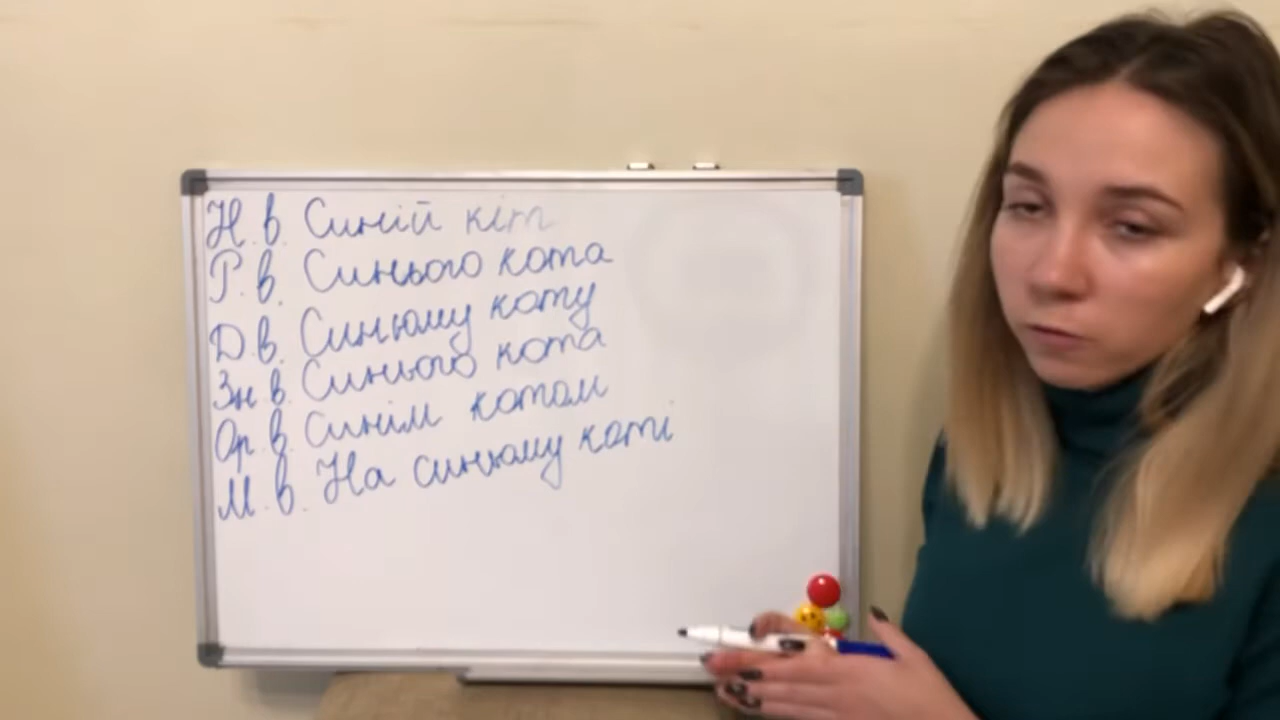 Н. в. Синій кіт
Р. в. Синього кота
Д. в. Синьому коту
Зн в. Синього кота
Ор. в. Синім котом
М. в. На синьому коті